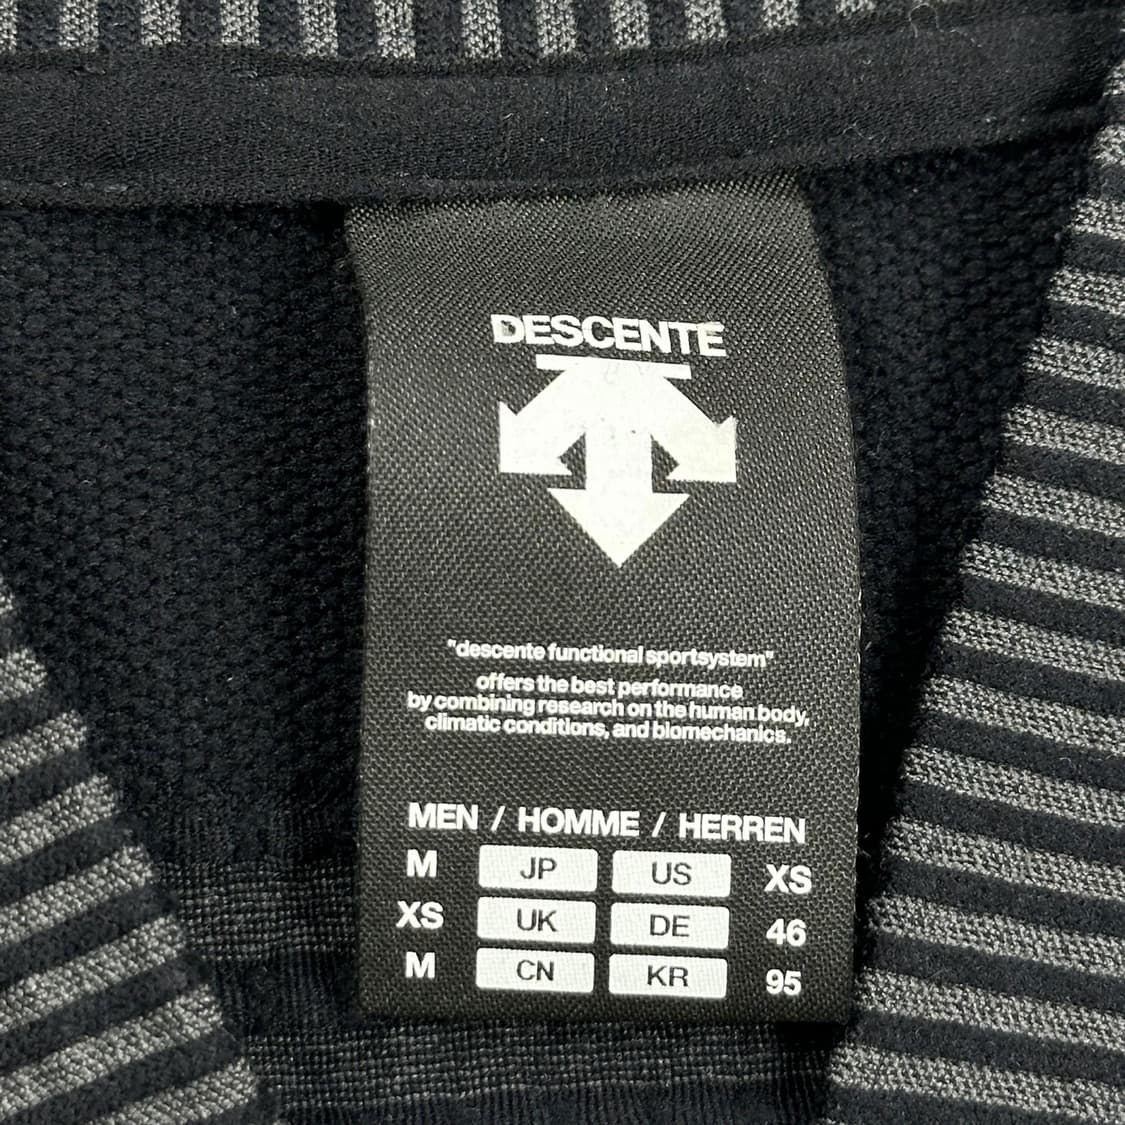 DESCENTE
"descente functional sportsystem"
offers the best performance
by combining research on the human body,
climatic conditions, and biomechanics.
MEN / HOMME / HERREN
M JP US XS
XS UK DE 46
M CN KR 95